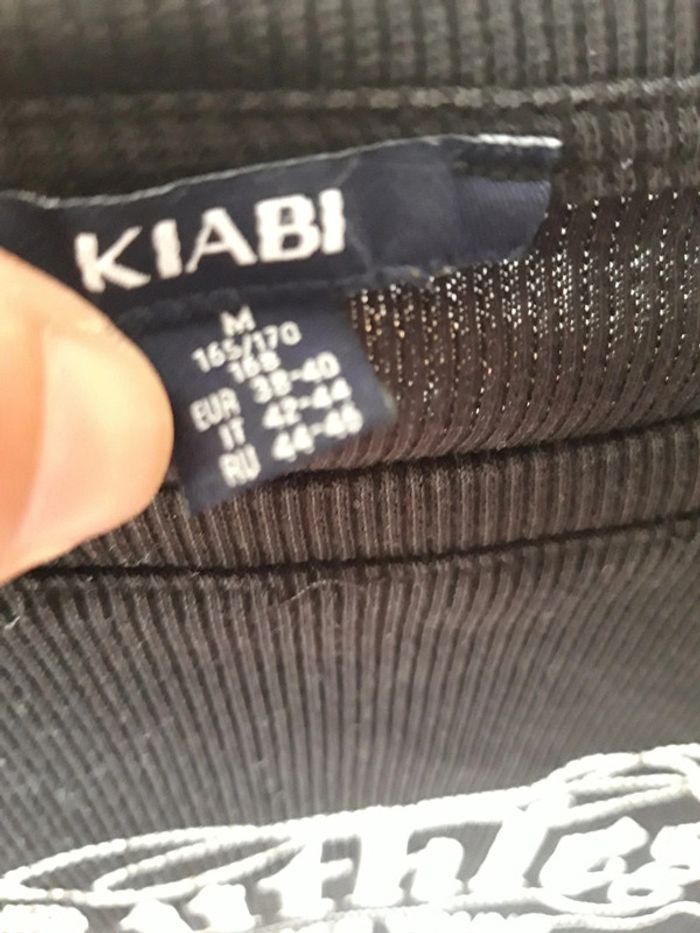 KIABI
M
165/170
168
EUR 38-40
IT 42-44
RU 44-46